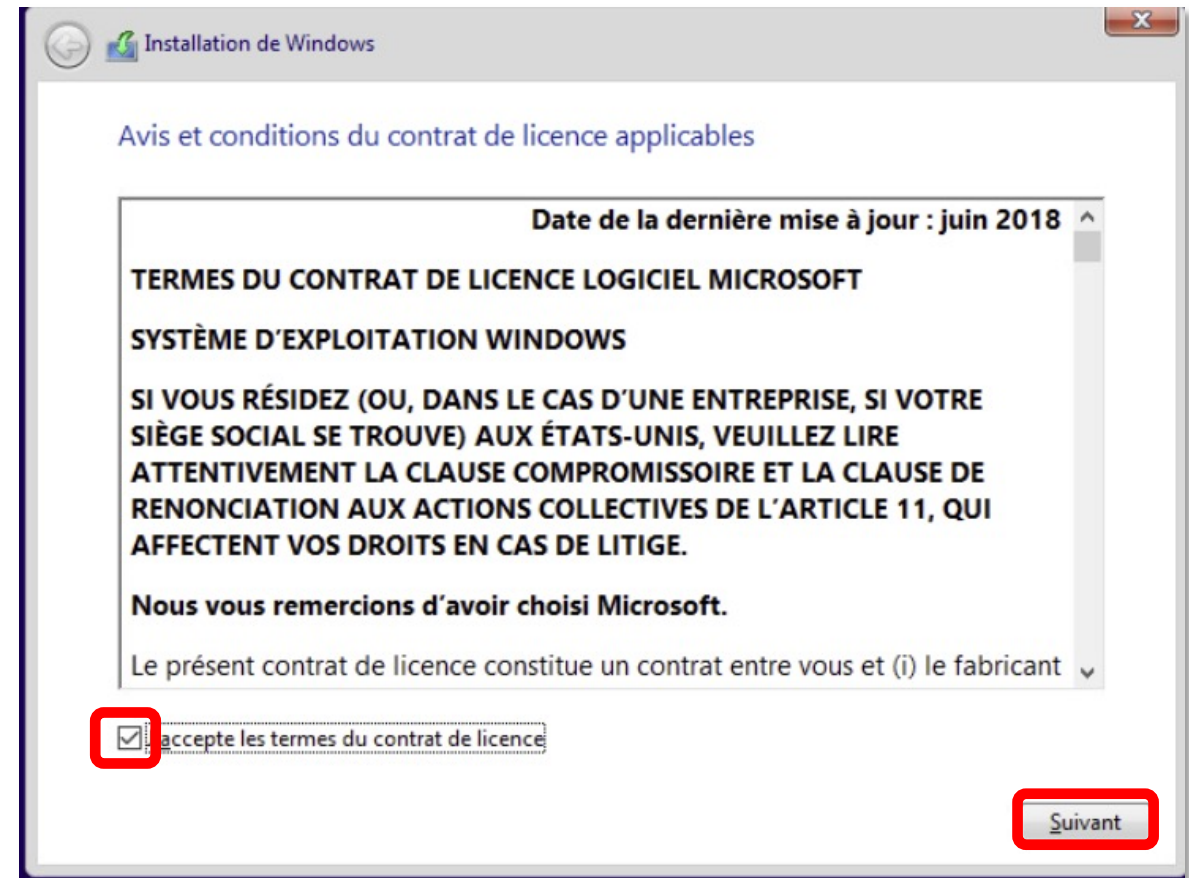 Installation de Windows
Avis et conditions du contrat de licence applicables
Date de la dernière mise à jour : juin 2018
TERMES DU CONTRAT DE LICENCE LOGICIEL MICROSOFT
SYSTÈME D’EXPLOITATION WINDOWS
SI VOUS RÉSIDEZ (OU, DANS LE CAS D’UNE ENTREPRISE, SI VOTRE
SIÈGE SOCIAL SE TROUVE) AUX ÉTATS-UNIS, VEUILLEZ LIRE
ATTENTIVEMENT LA CLAUSE COMPROMISSOIRE ET LA CLAUSE DE
RENONCIATION AUX ACTIONS COLLECTIVES DE L’ARTICLE 11, QUI
AFFECTENT VOS DROITS EN CAS DE LITIGE.
Nous vous remercions d’avoir choisi Microsoft.
Le présent contrat de licence constitue un contrat entre vous et (i) le fabricant
accepte les termes du contrat de licence
Suivant